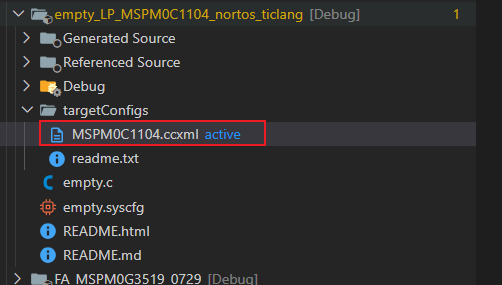 empty_LP_MSPM0C1104_nortos_ticlang [Debug] 1
Generated Source
Referenced Source
Debug
targetConfigs
MSPM0C1104.ccxml active
readme.txt
empty.c
empty.syscfg
README.html
README.md
FA_MSPM0G3519_0729 [Debug]